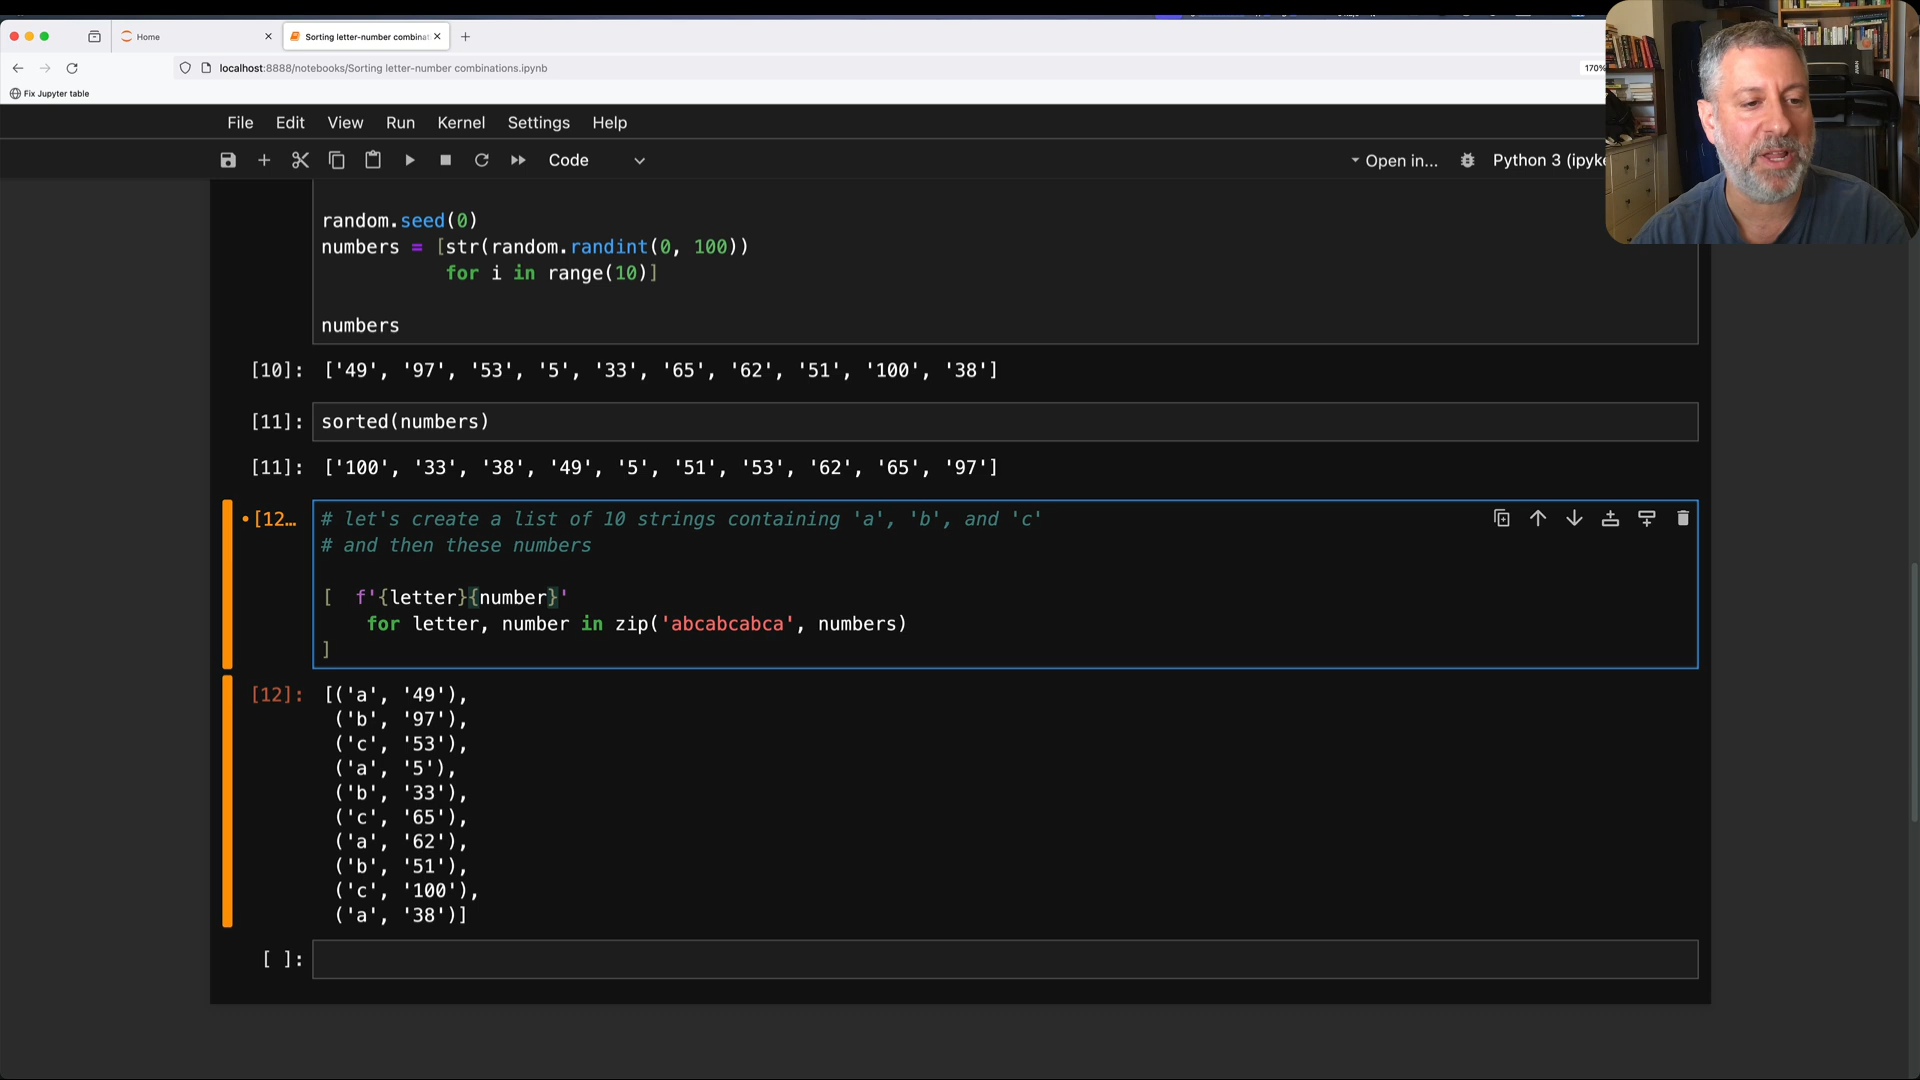 Home
Sorting letter-number combinat
localhost:8888/notebooks/Sorting letter-number combinations.ipynb
170%
Fix Jupyter table
File Edit View Run Kernel Settings Help
Code
Open in...
Python 3 (ipyke
random.seed(0)
numbers = [str(random.randint(0, 100))
for i in range(10)]
numbers
[10]: ['49', '97', '53', '5', '33', '65', '62', '51', '100', '38']
[11]: sorted(numbers)
[11]: ['100', '33', '38', '49', '5', '51', '53', '62', '65', '97']
[12… # let's create a list of 10 strings containing 'a', 'b', and 'c'
# and then these numbers
[ f'{letter}{number}'
for letter, number in zip('abcabcabca', numbers)
]
[12]: [('a', '49'),
('b', '97'),
('c', '53'),
('a', '5'),
('b', '33'),
('c', '65'),
('a', '62'),
('b', '51'),
('c', '100'),
('a', '38')]
[ ]: